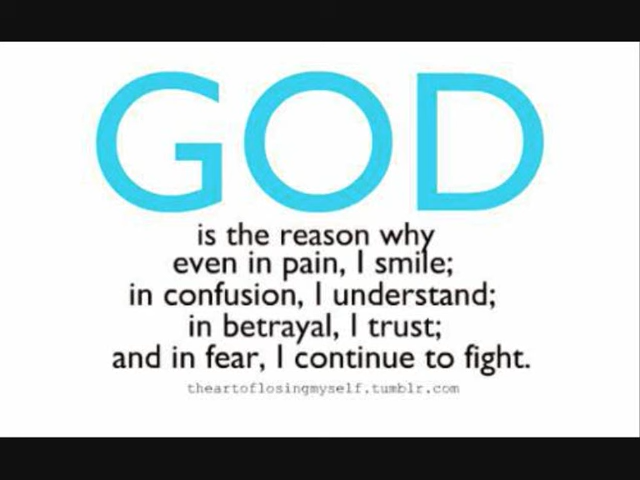 GOD
is the reason why
even in pain, I smile;
in confusion, I understand;
in betrayal, I trust;
and in fear, I continue to fight.
theartoflosingmyself.tumblr.com